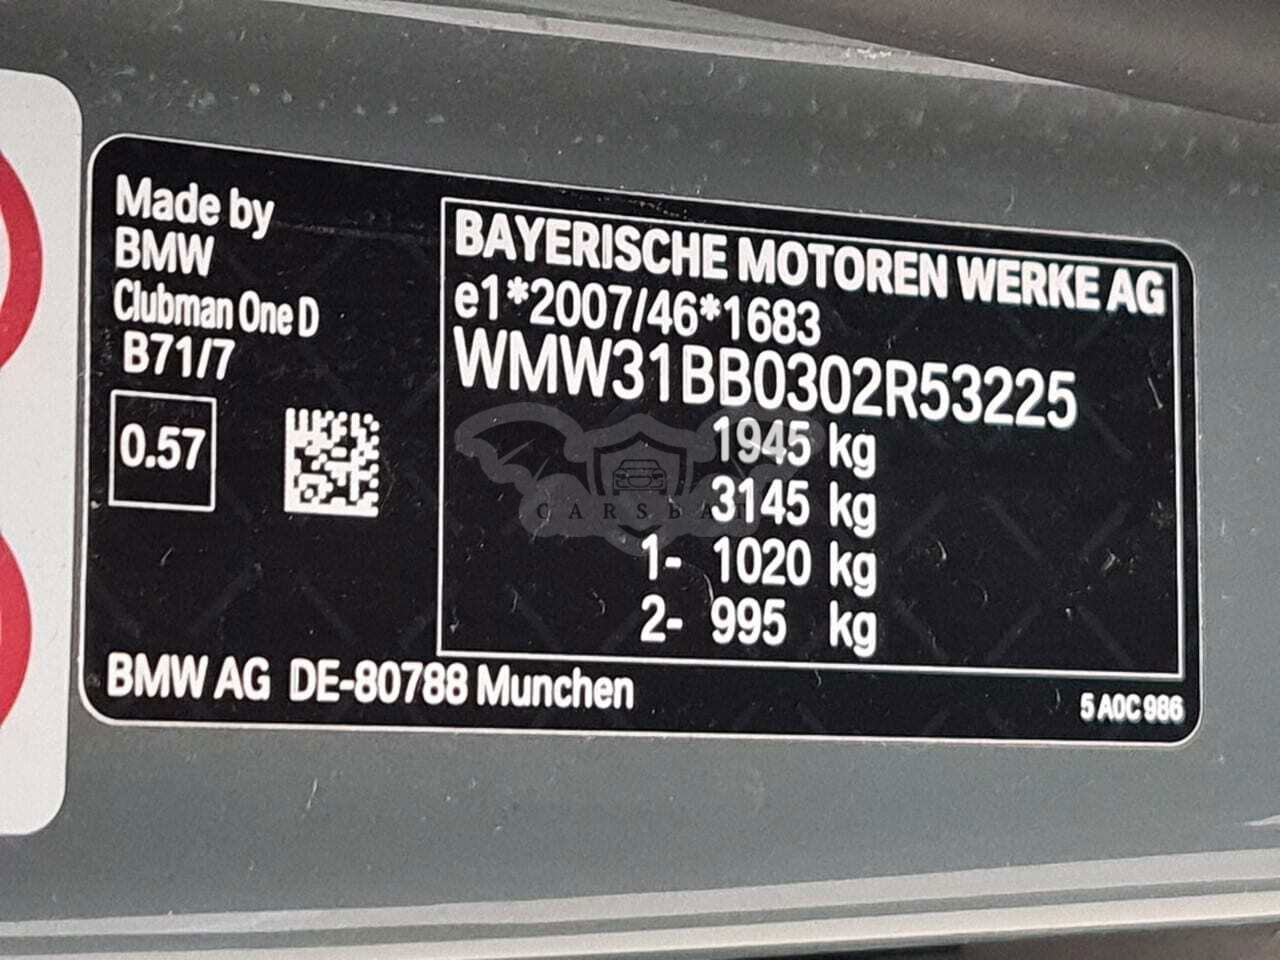 Made by
BMW
Clubman One D
B71/7
0.57
BAYERISCHE MOTOREN WERKE AG
e1*2007/46*1683
WMW31BB0302R53225
1945 kg
3145 kg
1- 1020 kg
2- 995 kg
CARSBAT
BMW AG DE-80788 Munchen
5 A0C 986